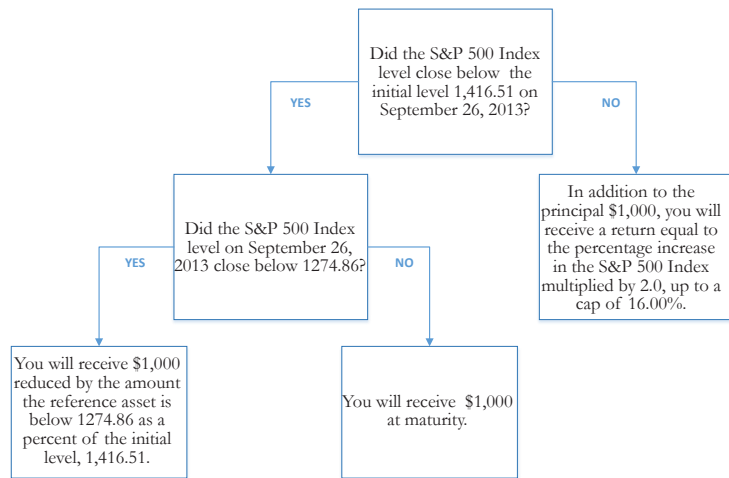 Did the S&P 500 Index
level close below the
initial level 1,416.51 on
September 26, 2013?
YES
NO
Did the S&P 500 Index
level on September 26,
2013 close below 1274.86?
In addition to the
principal $1,000, you will
receive a return equal to
the percentage increase
in the S&P 500 Index
multiplied by 2.0, up to a
cap of 16.00%.
YES
NO
You will receive $1,000
reduced by the amount
the reference asset is
below 1274.86 as a
percent of the initial
level, 1,416.51.
You will receive $1,000
at maturity.